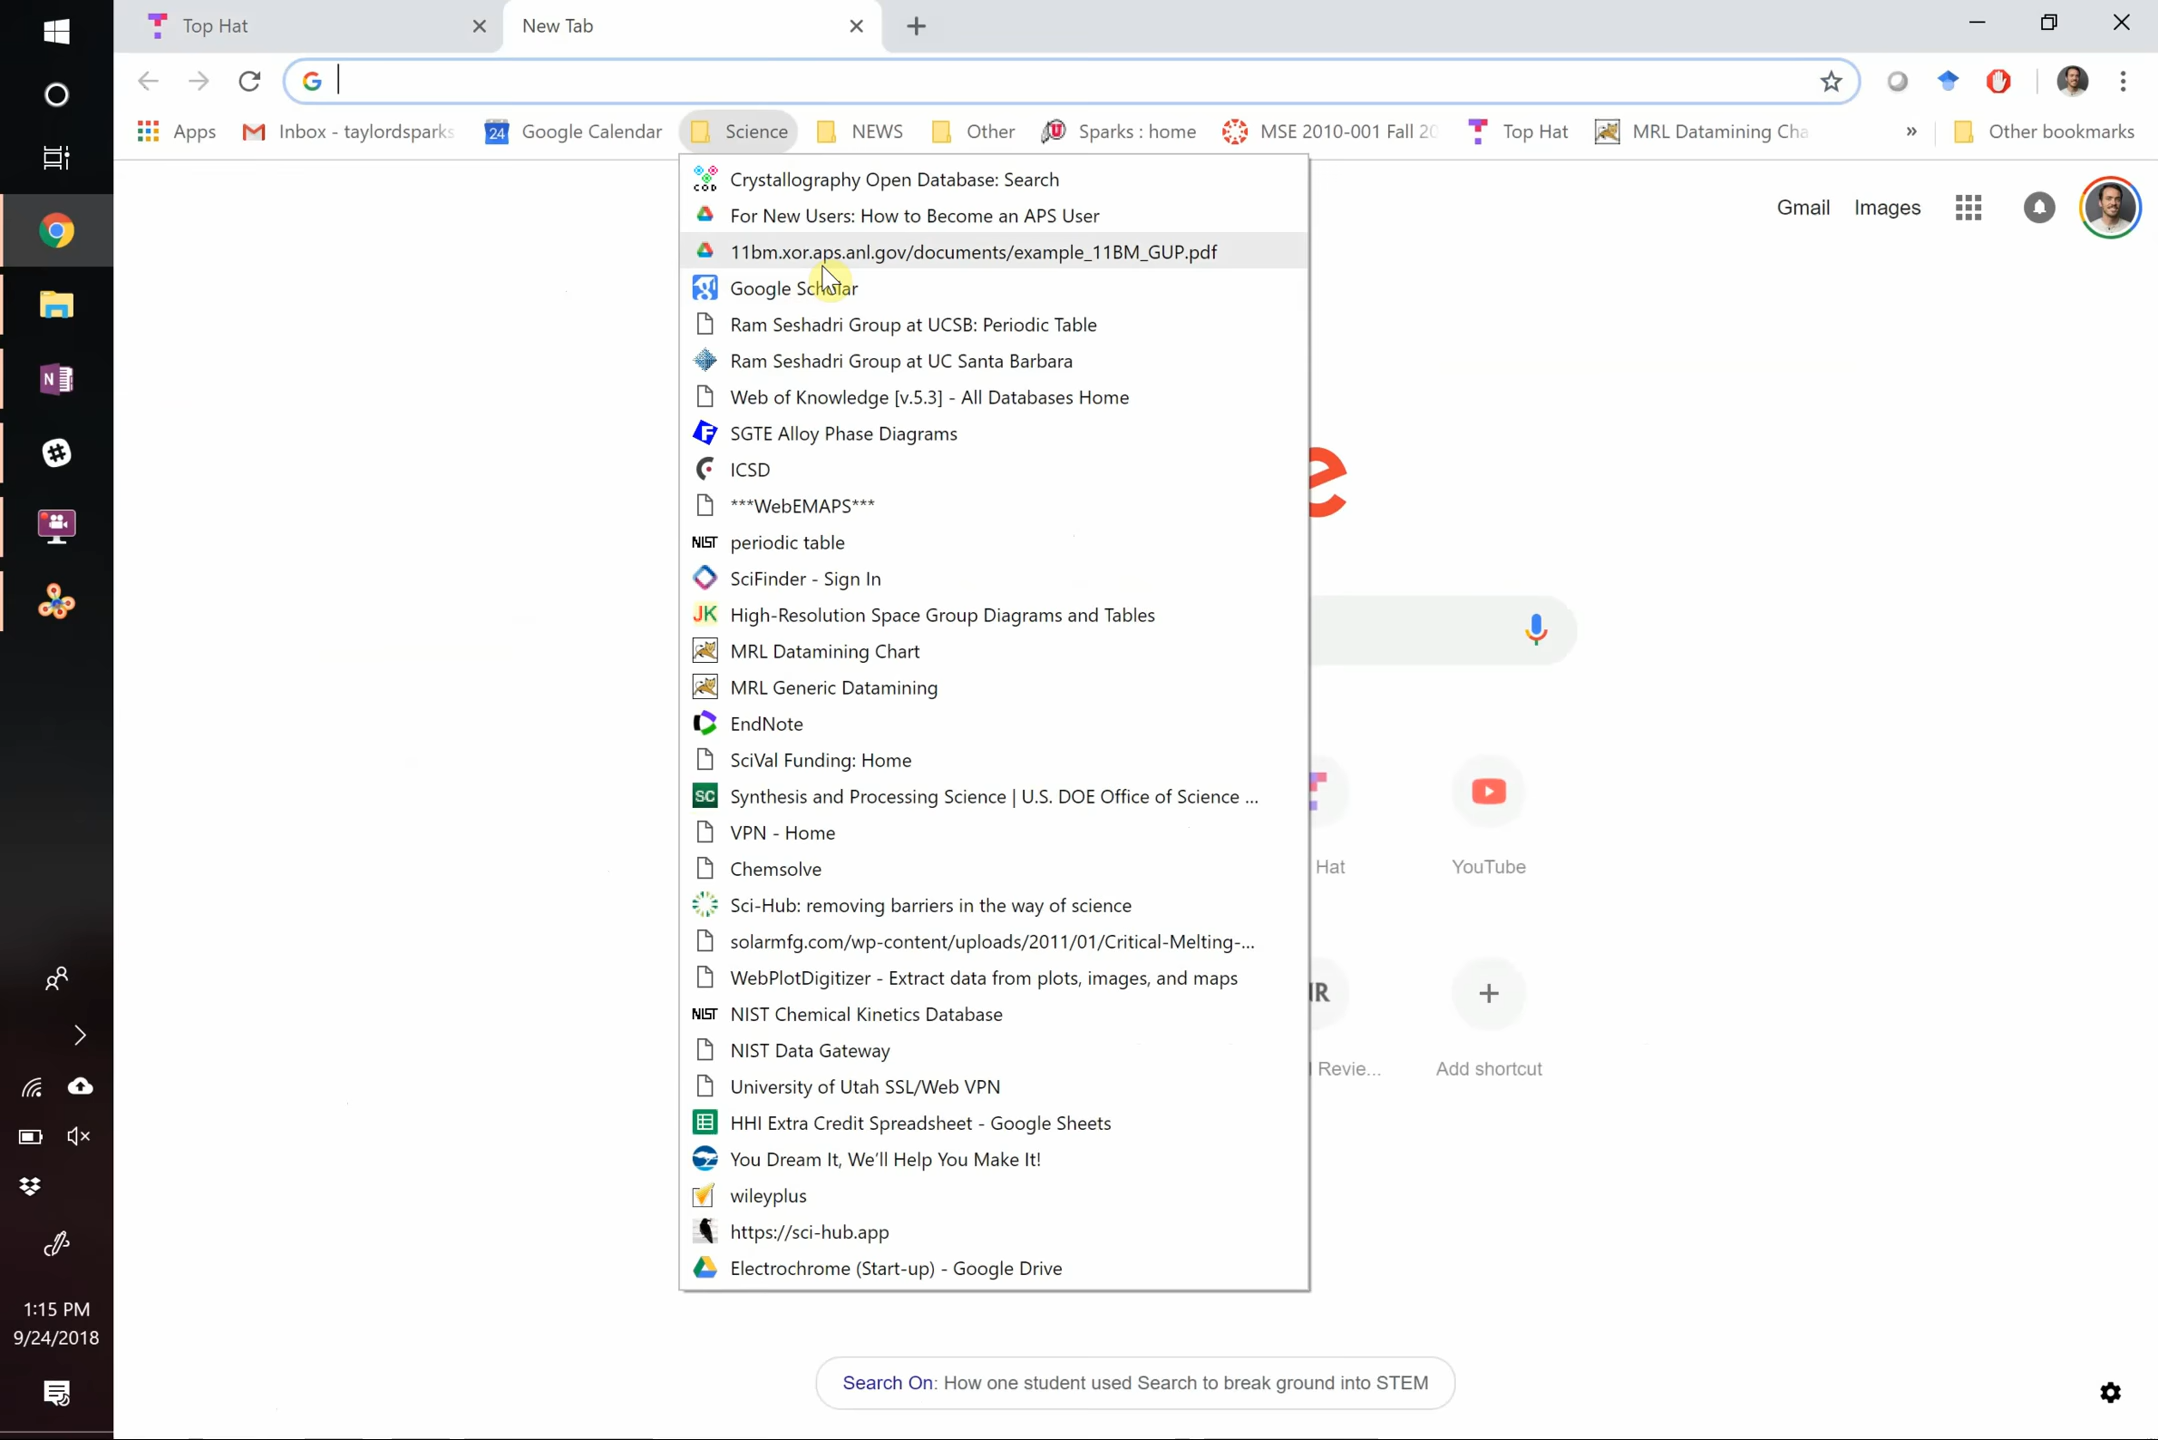 Top Hat
New Tab
Apps
Inbox - taylordsparks
24
Google Calendar
Science
NEWS
Other
Sparks : home
MSE 2010-001 Fall 20
Top Hat
MRL Datamining Cha
»
Other bookmarks
Gmail
Images
Crystallography Open Database: Search
For New Users: How to Become an APS User
11bm.xor.aps.anl.gov/documents/example_11BM_GUP.pdf
Google Scholar
Ram Seshadri Group at UCSB: Periodic Table
Ram Seshadri Group at UC Santa Barbara
Web of Knowledge [v.5.3] - All Databases Home
SGTE Alloy Phase Diagrams
ICSD
***WebEMAPS***
NIST periodic table
SciFinder - Sign In
JK High-Resolution Space Group Diagrams and Tables
MRL Datamining Chart
MRL Generic Datamining
EndNote
SciVal Funding: Home
SC Synthesis and Processing Science | U.S. DOE Office of Science ...
VPN - Home
Chemsolve
Sci-Hub: removing barriers in the way of science
solarmfg.com/wp-content/uploads/2011/01/Critical-Melting-...
WebPlotDigitizer - Extract data from plots, images, and maps
NIST NIST Chemical Kinetics Database
NIST Data Gateway
University of Utah SSL/Web VPN
HHI Extra Credit Spreadsheet - Google Sheets
You Dream It, We'll Help You Make It!
wileyplus
https://sci-hub.app
Electrochrome (Start-up) - Google Drive
e
Hat
YouTube
R
Revie...
Add shortcut
Search On: How one student used Search to break ground into STEM
1:15 PM
9/24/2018